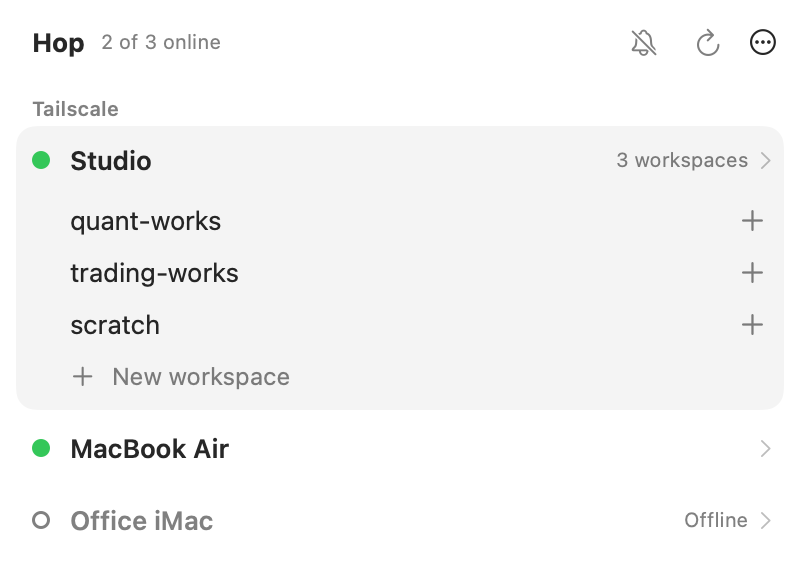 Hop 2 of 3 online
Tailscale
Studio 3 workspaces
quant-works
trading-works
scratch
New workspace
MacBook Air
Office iMac Offline